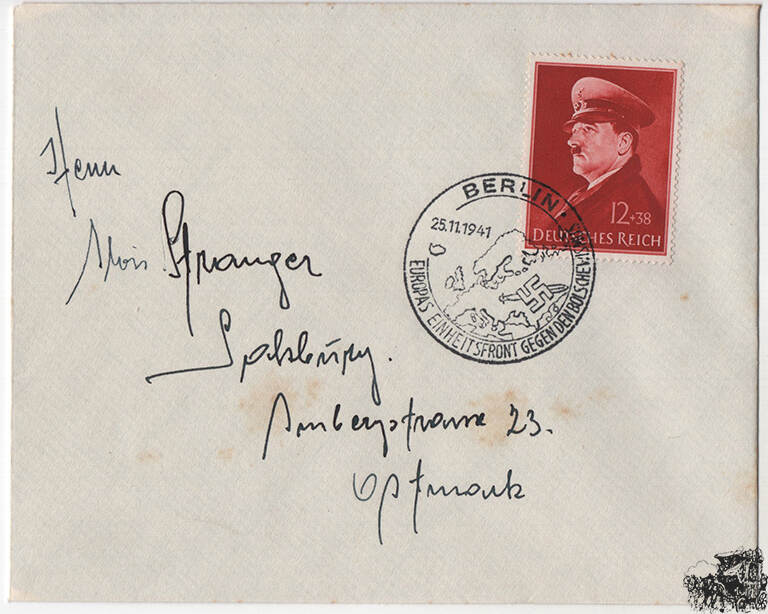 Herrn
Alois Stranger
Salzburg.
Arnbergstrasse 23.
Ostmark
12+38
DEUTSCHES REICH
BERLIN
25.11.1941
EUROPAS EINHEITSFRONT GEGEN DEN BOLSCHEWISMUS